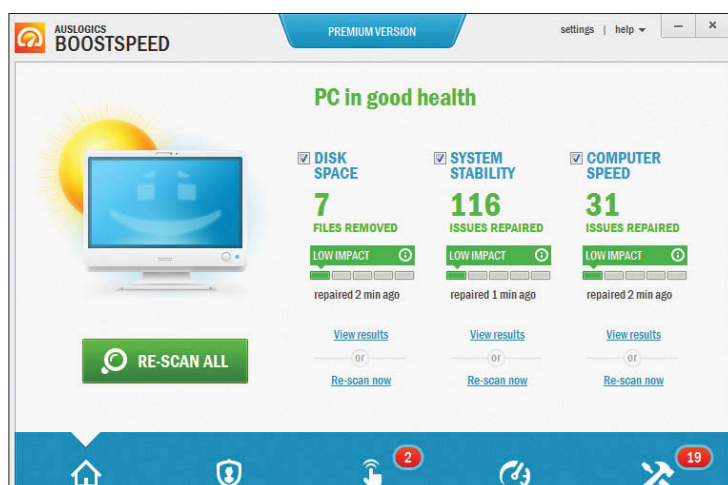 AUSLOGICS
BOOSTSPEED
PREMIUM VERSION
settings | help
PC in good health
DISK
SPACE
7
FILES REMOVED
LOW IMPACT
repaired 2 min ago
View results
or
Re-scan now
SYSTEM
STABILITY
116
ISSUES REPAIRED
LOW IMPACT
repaired 1 min ago
View results
or
Re-scan now
COMPUTER
SPEED
31
ISSUES REPAIRED
LOW IMPACT
repaired 2 min ago
View results
or
Re-scan now
RE-SCAN ALL
2
19